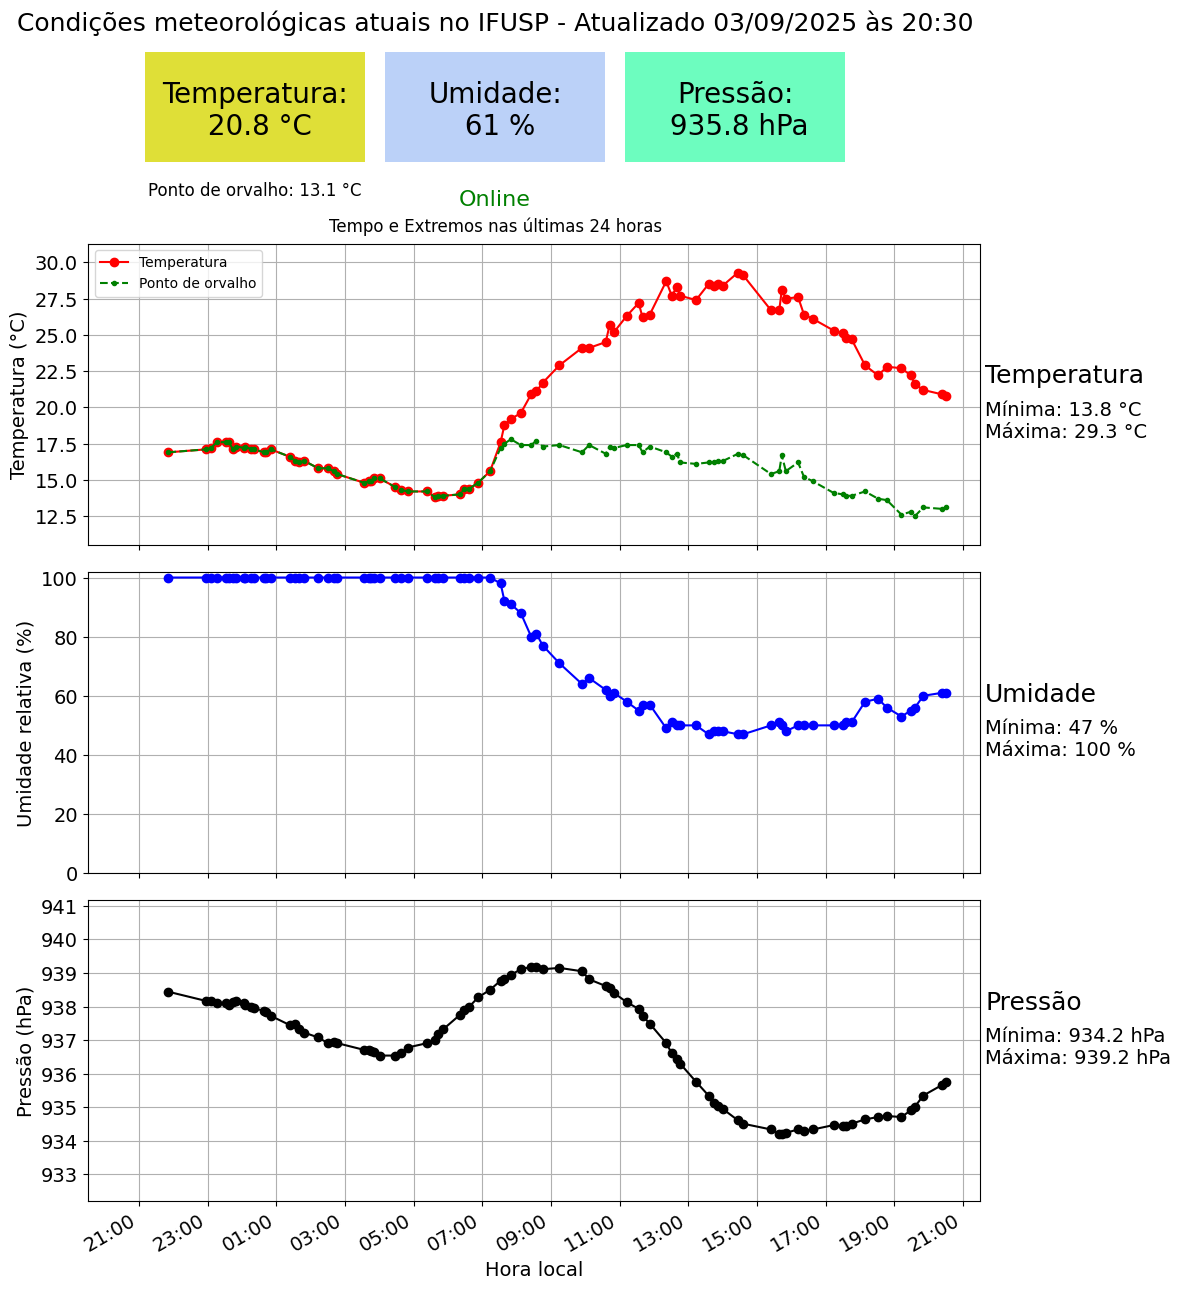 Condições meteorológicas atuais no IFUSP - Atualizado 03/09/2025 às 20:30
Temperatura:
20.8 °C
Umidade:
61 %
Pressão:
935.8 hPa
Ponto de orvalho: 13.1 °C
Online
Tempo e Extremos nas últimas 24 horas
Temperatura
Ponto de orvalho
Temperatura (°C)
30.0
27.5
25.0
22.5
20.0
17.5
15.0
12.5
Temperatura
Mínima: 13.8 °C
Máxima: 29.3 °C
Umidade relativa (%)
100
80
60
40
20
0
Umidade
Mínima: 47 %
Máxima: 100 %
Pressão (hPa)
941
940
939
938
937
936
935
934
933
Pressão
Mínima: 934.2 hPa
Máxima: 939.2 hPa
21:00 23:00 01:00 03:00 05:00 07:00 09:00 11:00 13:00 15:00 17:00 19:00 21:00
Hora local